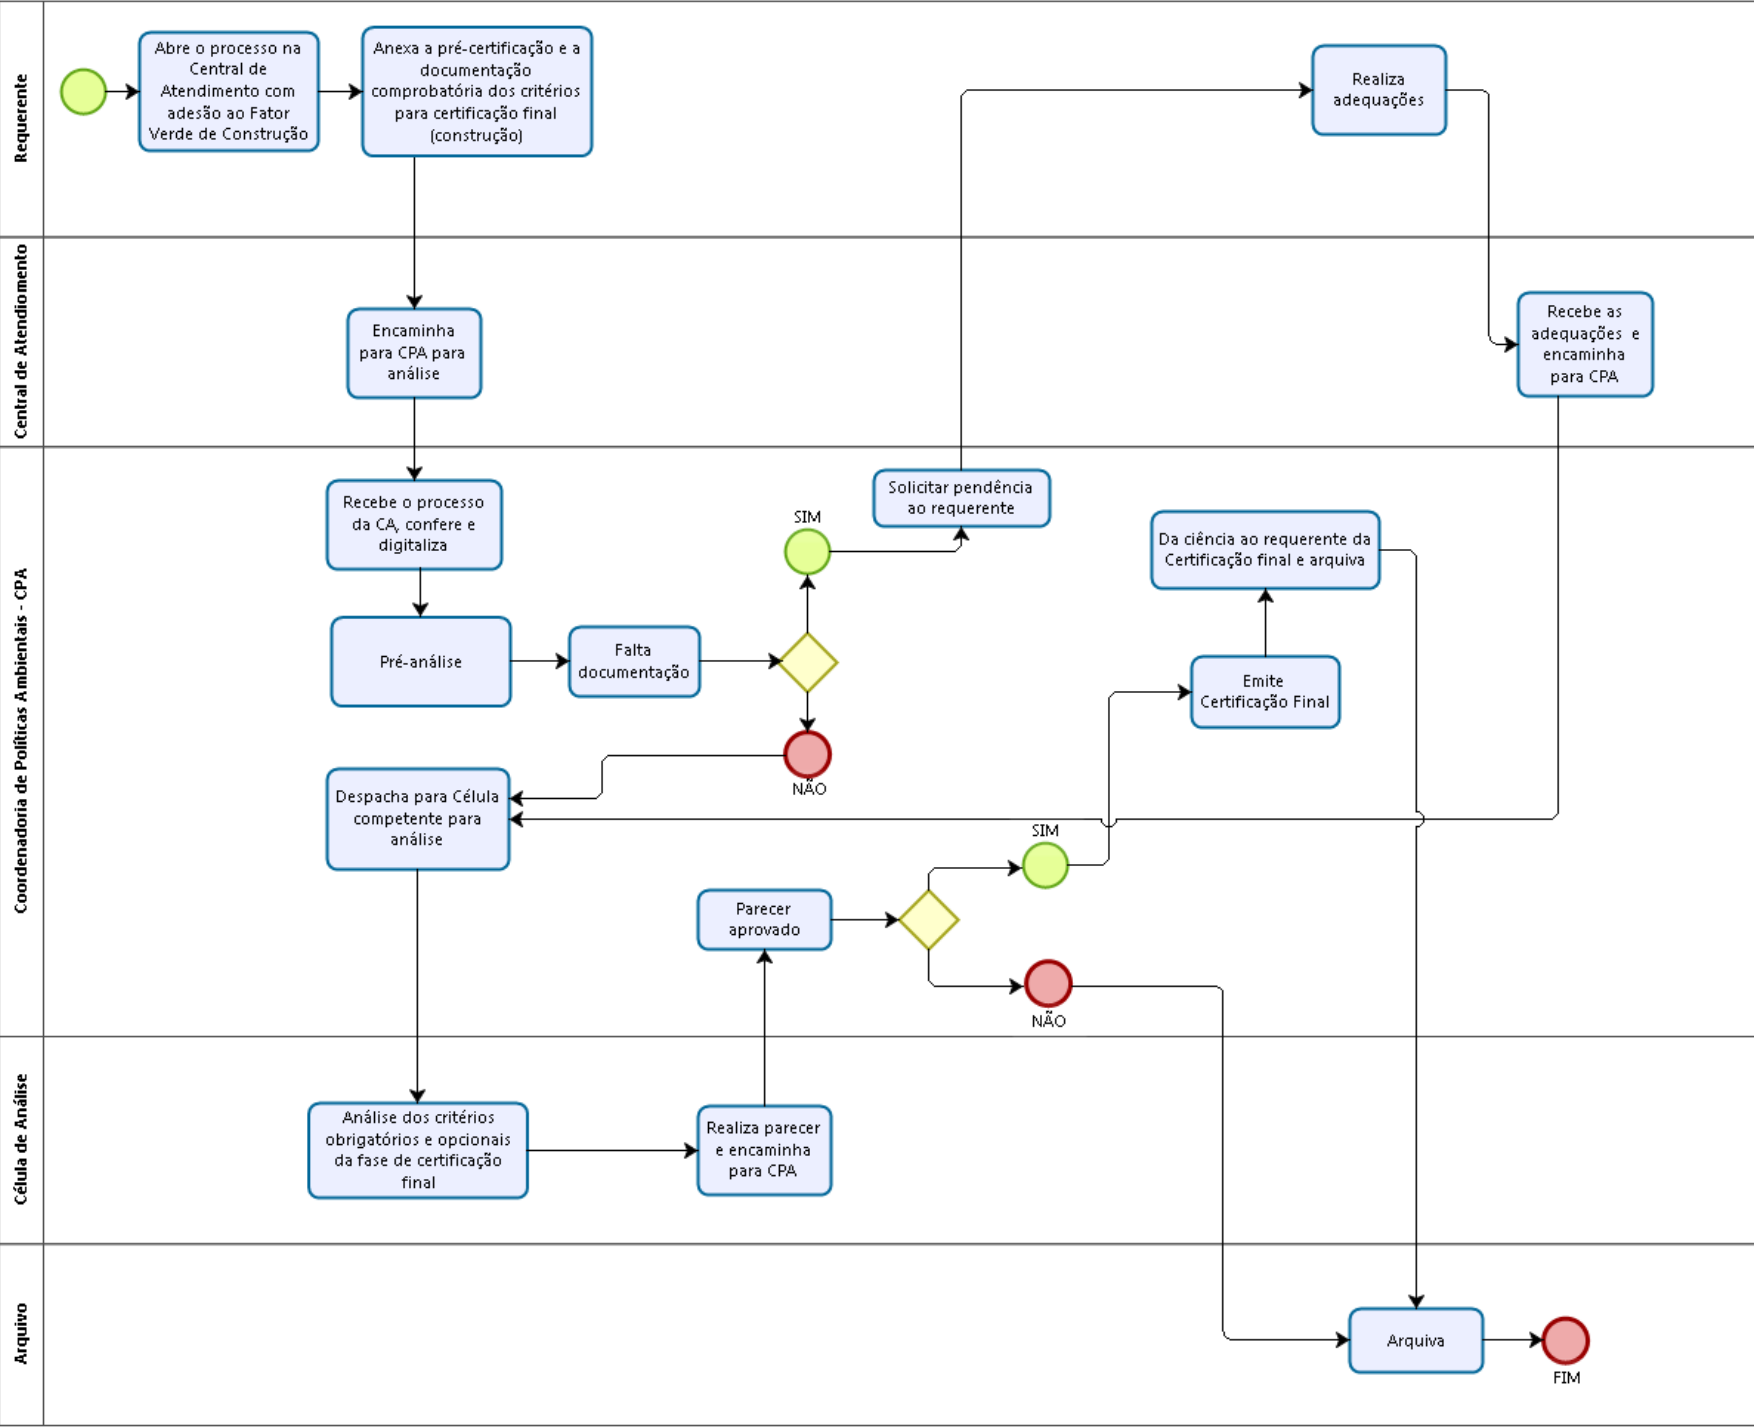 Requerente
Abre o processo na
Central de
Atendimento com
adesão ao Fator
Verde de Construção
Anexa a pré-certificação e a
documentação
comprobatória dos critérios
para certificação final
(construção)
Realiza
adequações
Central de Atendiomento
Encaminha
para CPA para
análise
Recebe as
adequações e
encaminha
para CPA
Coordenadoria de Políticas Ambientais - CPA
Recebe o processo
da CA, confere e
digitaliza
Pré-análise
Falta
documentação
SIM
NÃO
Solicitar pendência
ao requerente
Da ciência ao requerente da
Certificação final e arquiva
Emite
Certificação Final
Despacha para Célula
competente para
análise
Parecer
aprovado
SIM
NÃO
Célula de Análise
Análise dos critérios
obrigatórios e opcionais
da fase de certificação
final
Realiza parecer
e encaminha
para CPA
Arquivo
Arquiva
FIM